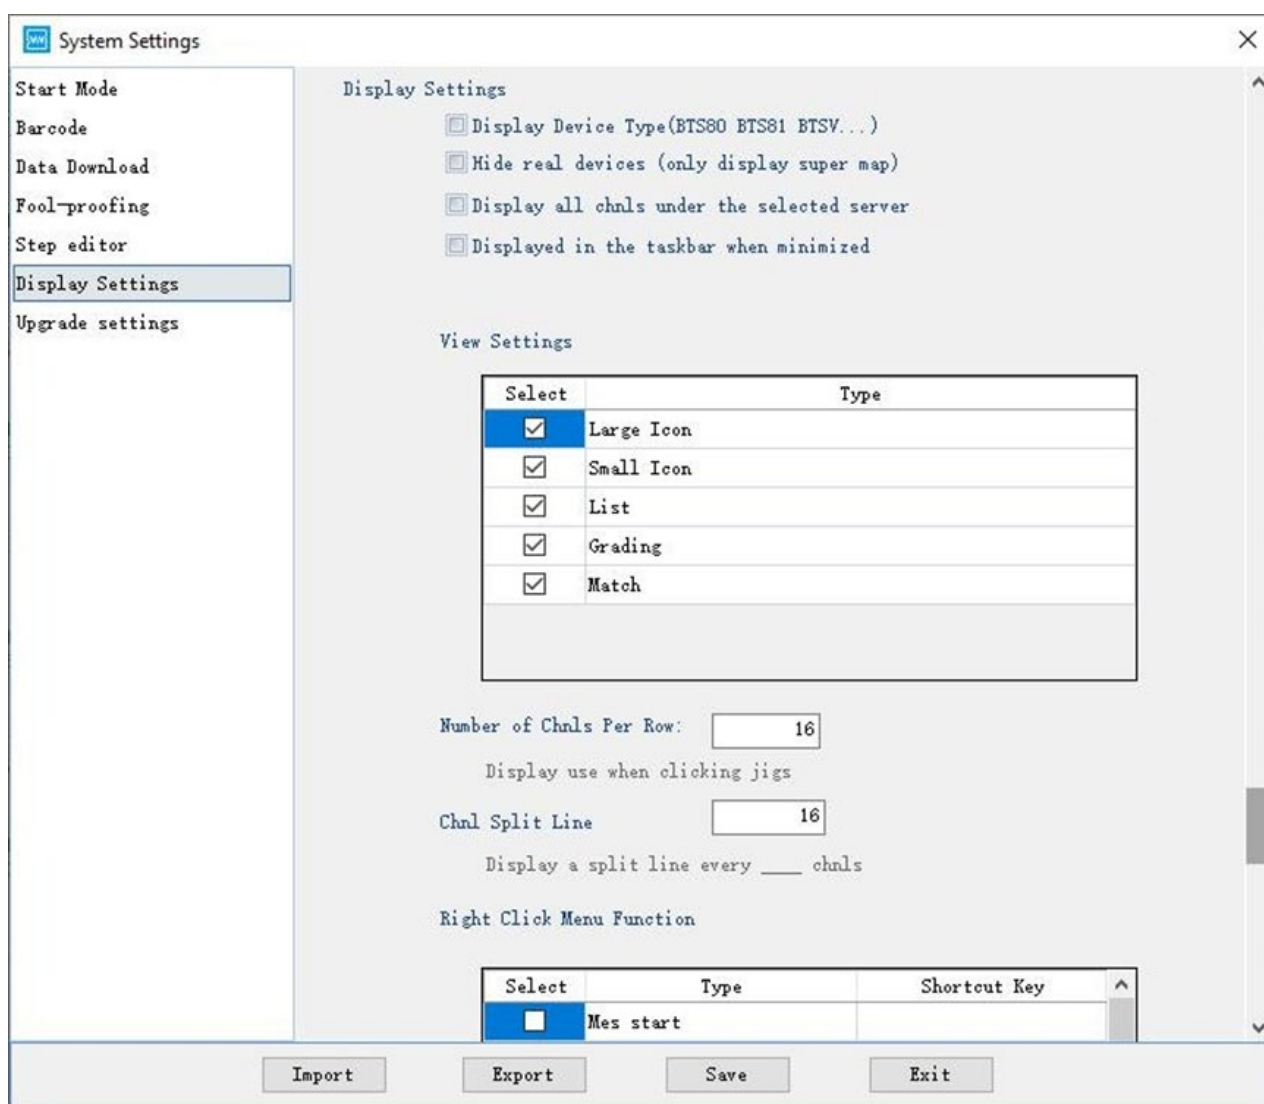 System Settings
Start Mode
Barcode
Data Download
Fool-proofing
Step editor
Display Settings
Upgrade settings
Display Settings
Display Device Type(BTS80 BTS81 BTSV...)
Hide real devices (only display super map)
Display all chnls under the selected server
Displayed in the taskbar when minimized
View Settings
Select Type
Large Icon
Small Icon
List
Grading
Match
Number of Chnls Per Row: 16
Display use when clicking jigs
Chnl Split Line 16
Display a split line every ____ chnls
Right Click Menu Function
Select Type Shortcut Key
Mes start
Import Export Save Exit